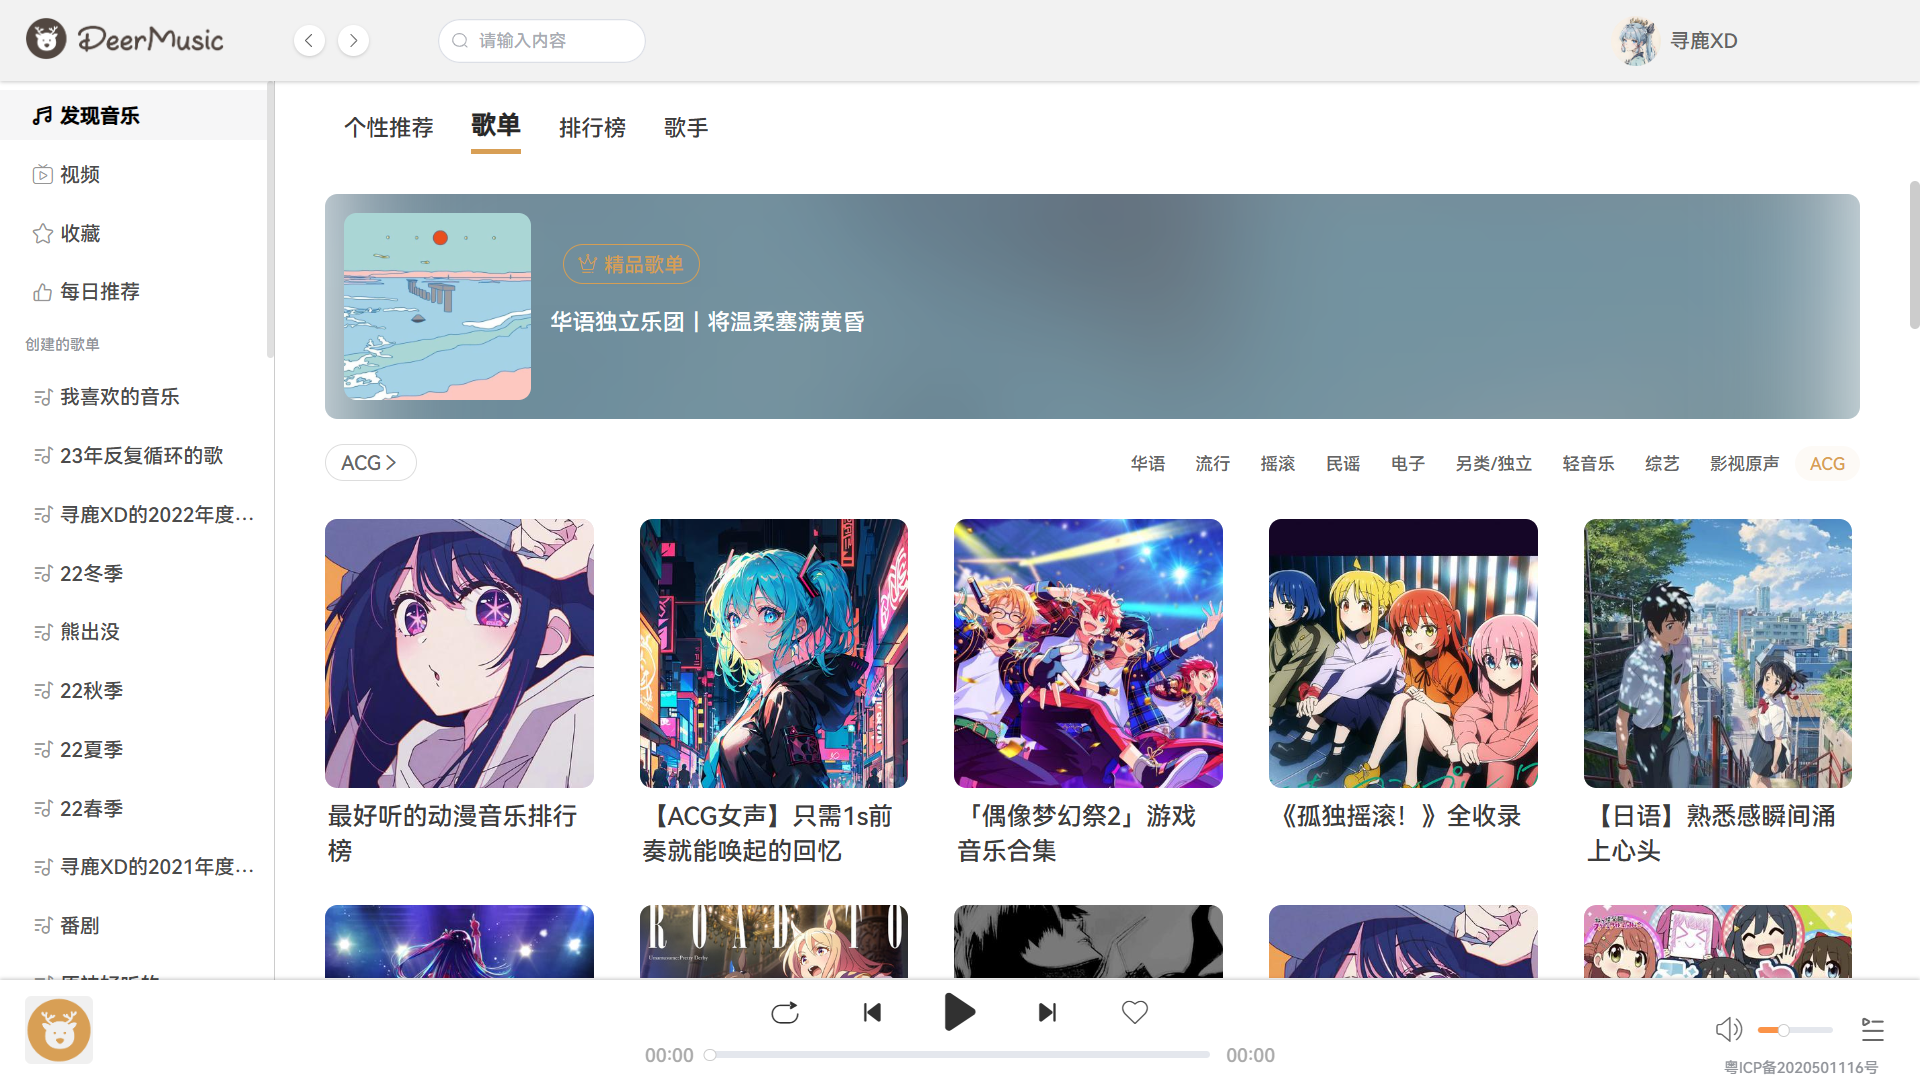 DeerMusic
请输入内容
寻鹿XD
发现音乐
视频
收藏
每日推荐
创建的歌单
我喜欢的音乐
23年反复循环的歌
寻鹿XD的2022年度...
22冬季
熊出没
22秋季
22夏季
22春季
寻鹿XD的2021年度...
番剧
个性推荐 歌单 排行榜 歌手
精品歌单
华语独立乐团 | 将温柔塞满黄昏
ACG
华语 流行 摇滚 民谣 电子 另类/独立 轻音乐 综艺 影视原声 ACG
最好听的动漫音乐排行
榜
【ACG女声】只需1s前
奏就能唤起的回忆
「偶像梦幻祭2」游戏
音乐合集
《孤独摇滚！》全收录
【日语】熟悉感瞬间涌
上心头
ROAD TO
Umamusume: Pretty Derby
00:00
00:00
粤ICP备2020501116号